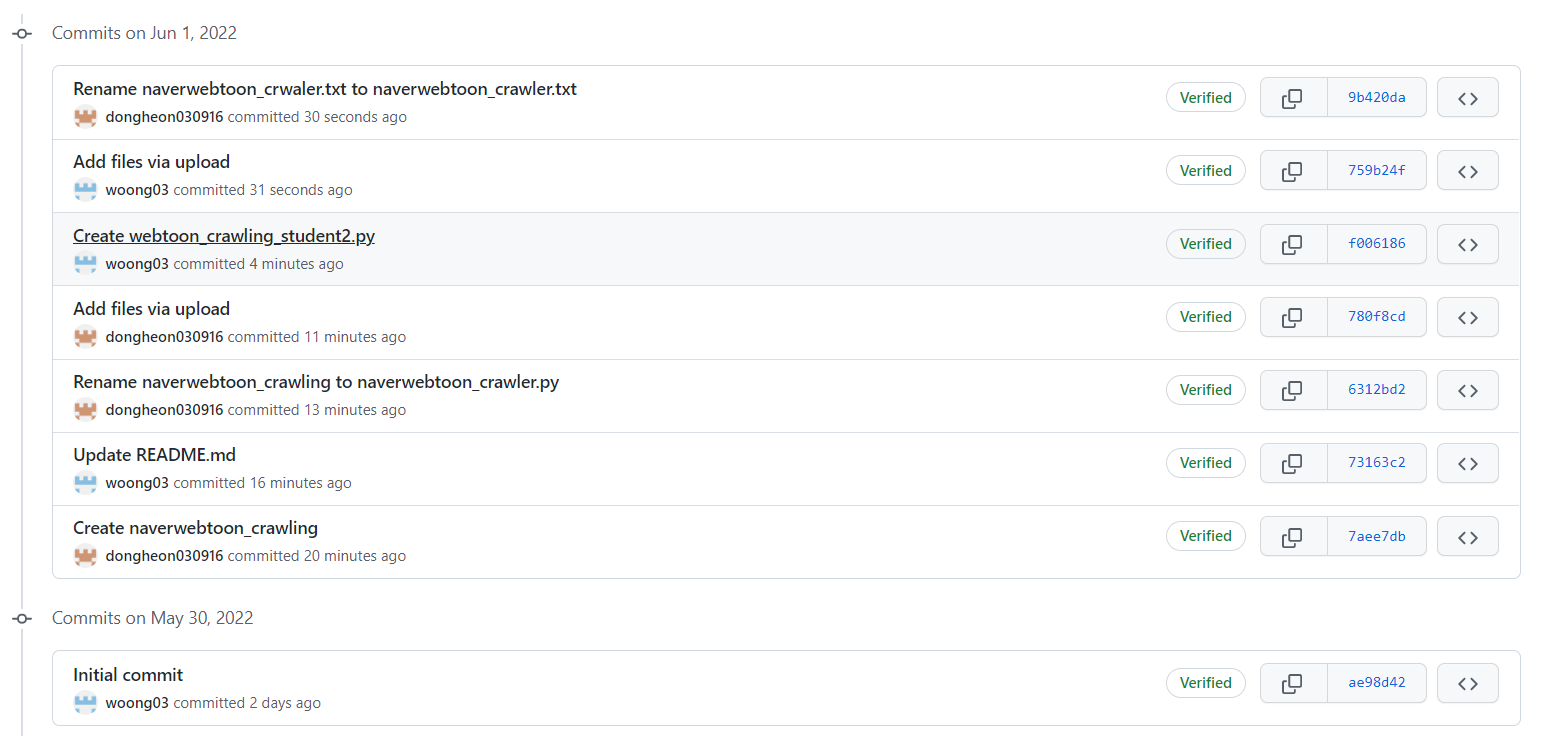 Commits on Jun 1, 2022
Rename naverwebtoon_crwaler.txt to naverwebtoon_crawler.txt
dongheon030916 committed 30 seconds ago
Verified
9b420da
Add files via upload
woong03 committed 31 seconds ago
Verified
759b24f
Create webtoon_crawling_student2.py
woong03 committed 4 minutes ago
Verified
f006186
Add files via upload
dongheon030916 committed 11 minutes ago
Verified
780f8cd
Rename naverwebtoon_crawling to naverwebtoon_crawler.py
dongheon030916 committed 13 minutes ago
Verified
6312bd2
Update README.md
woong03 committed 16 minutes ago
Verified
73163c2
Create naverwebtoon_crawling
dongheon030916 committed 20 minutes ago
Verified
7aee7db
Commits on May 30, 2022
Initial commit
woong03 committed 2 days ago
Verified
ae98d42